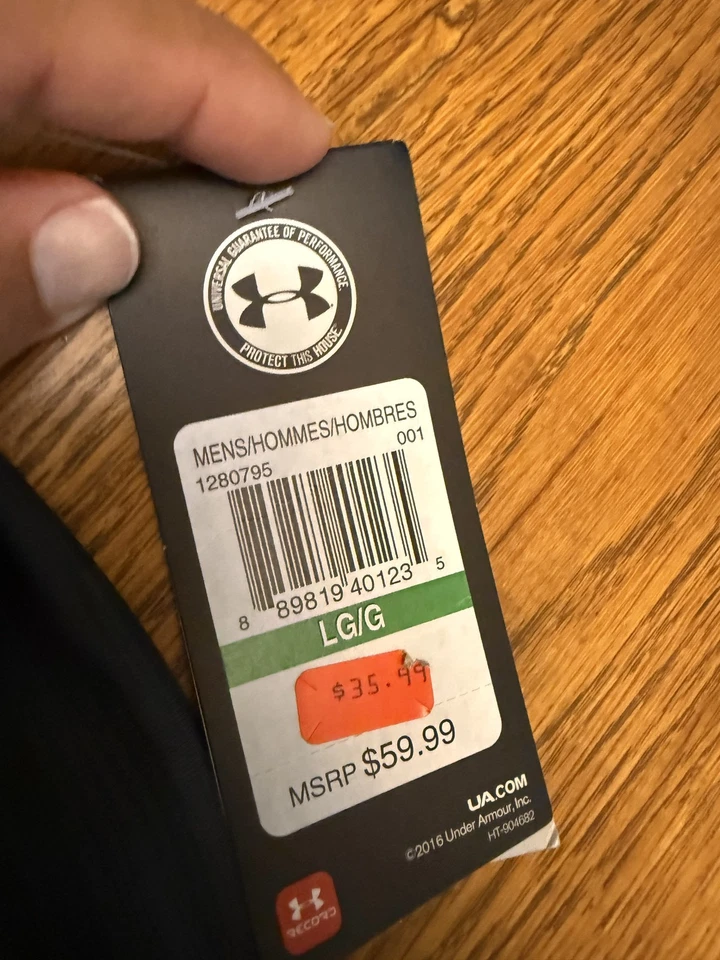 UNIVERSAL GUARANTEE OF PERFORMANCE.
PROTECT THIS HOUSE.
MENS/HOMMES/HOMBRES
1280795 001
8 89819 40123 5
LG/G
$35.99
MSRP $59.99
UA.COM
©2016 Under Armour, Inc.
HT-904682
RECORD